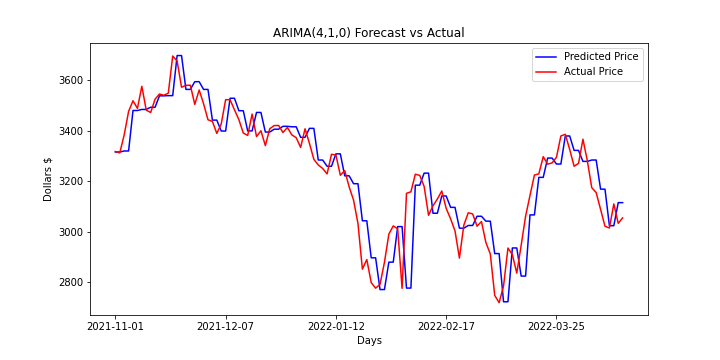 ARIMA(4,1,0) Forecast vs Actual
Predicted Price
Actual Price
3600
3400
3200
3000
2800
Dollars $
2021-11-01
2021-12-07
2022-01-12
2022-02-17
2022-03-25
Days